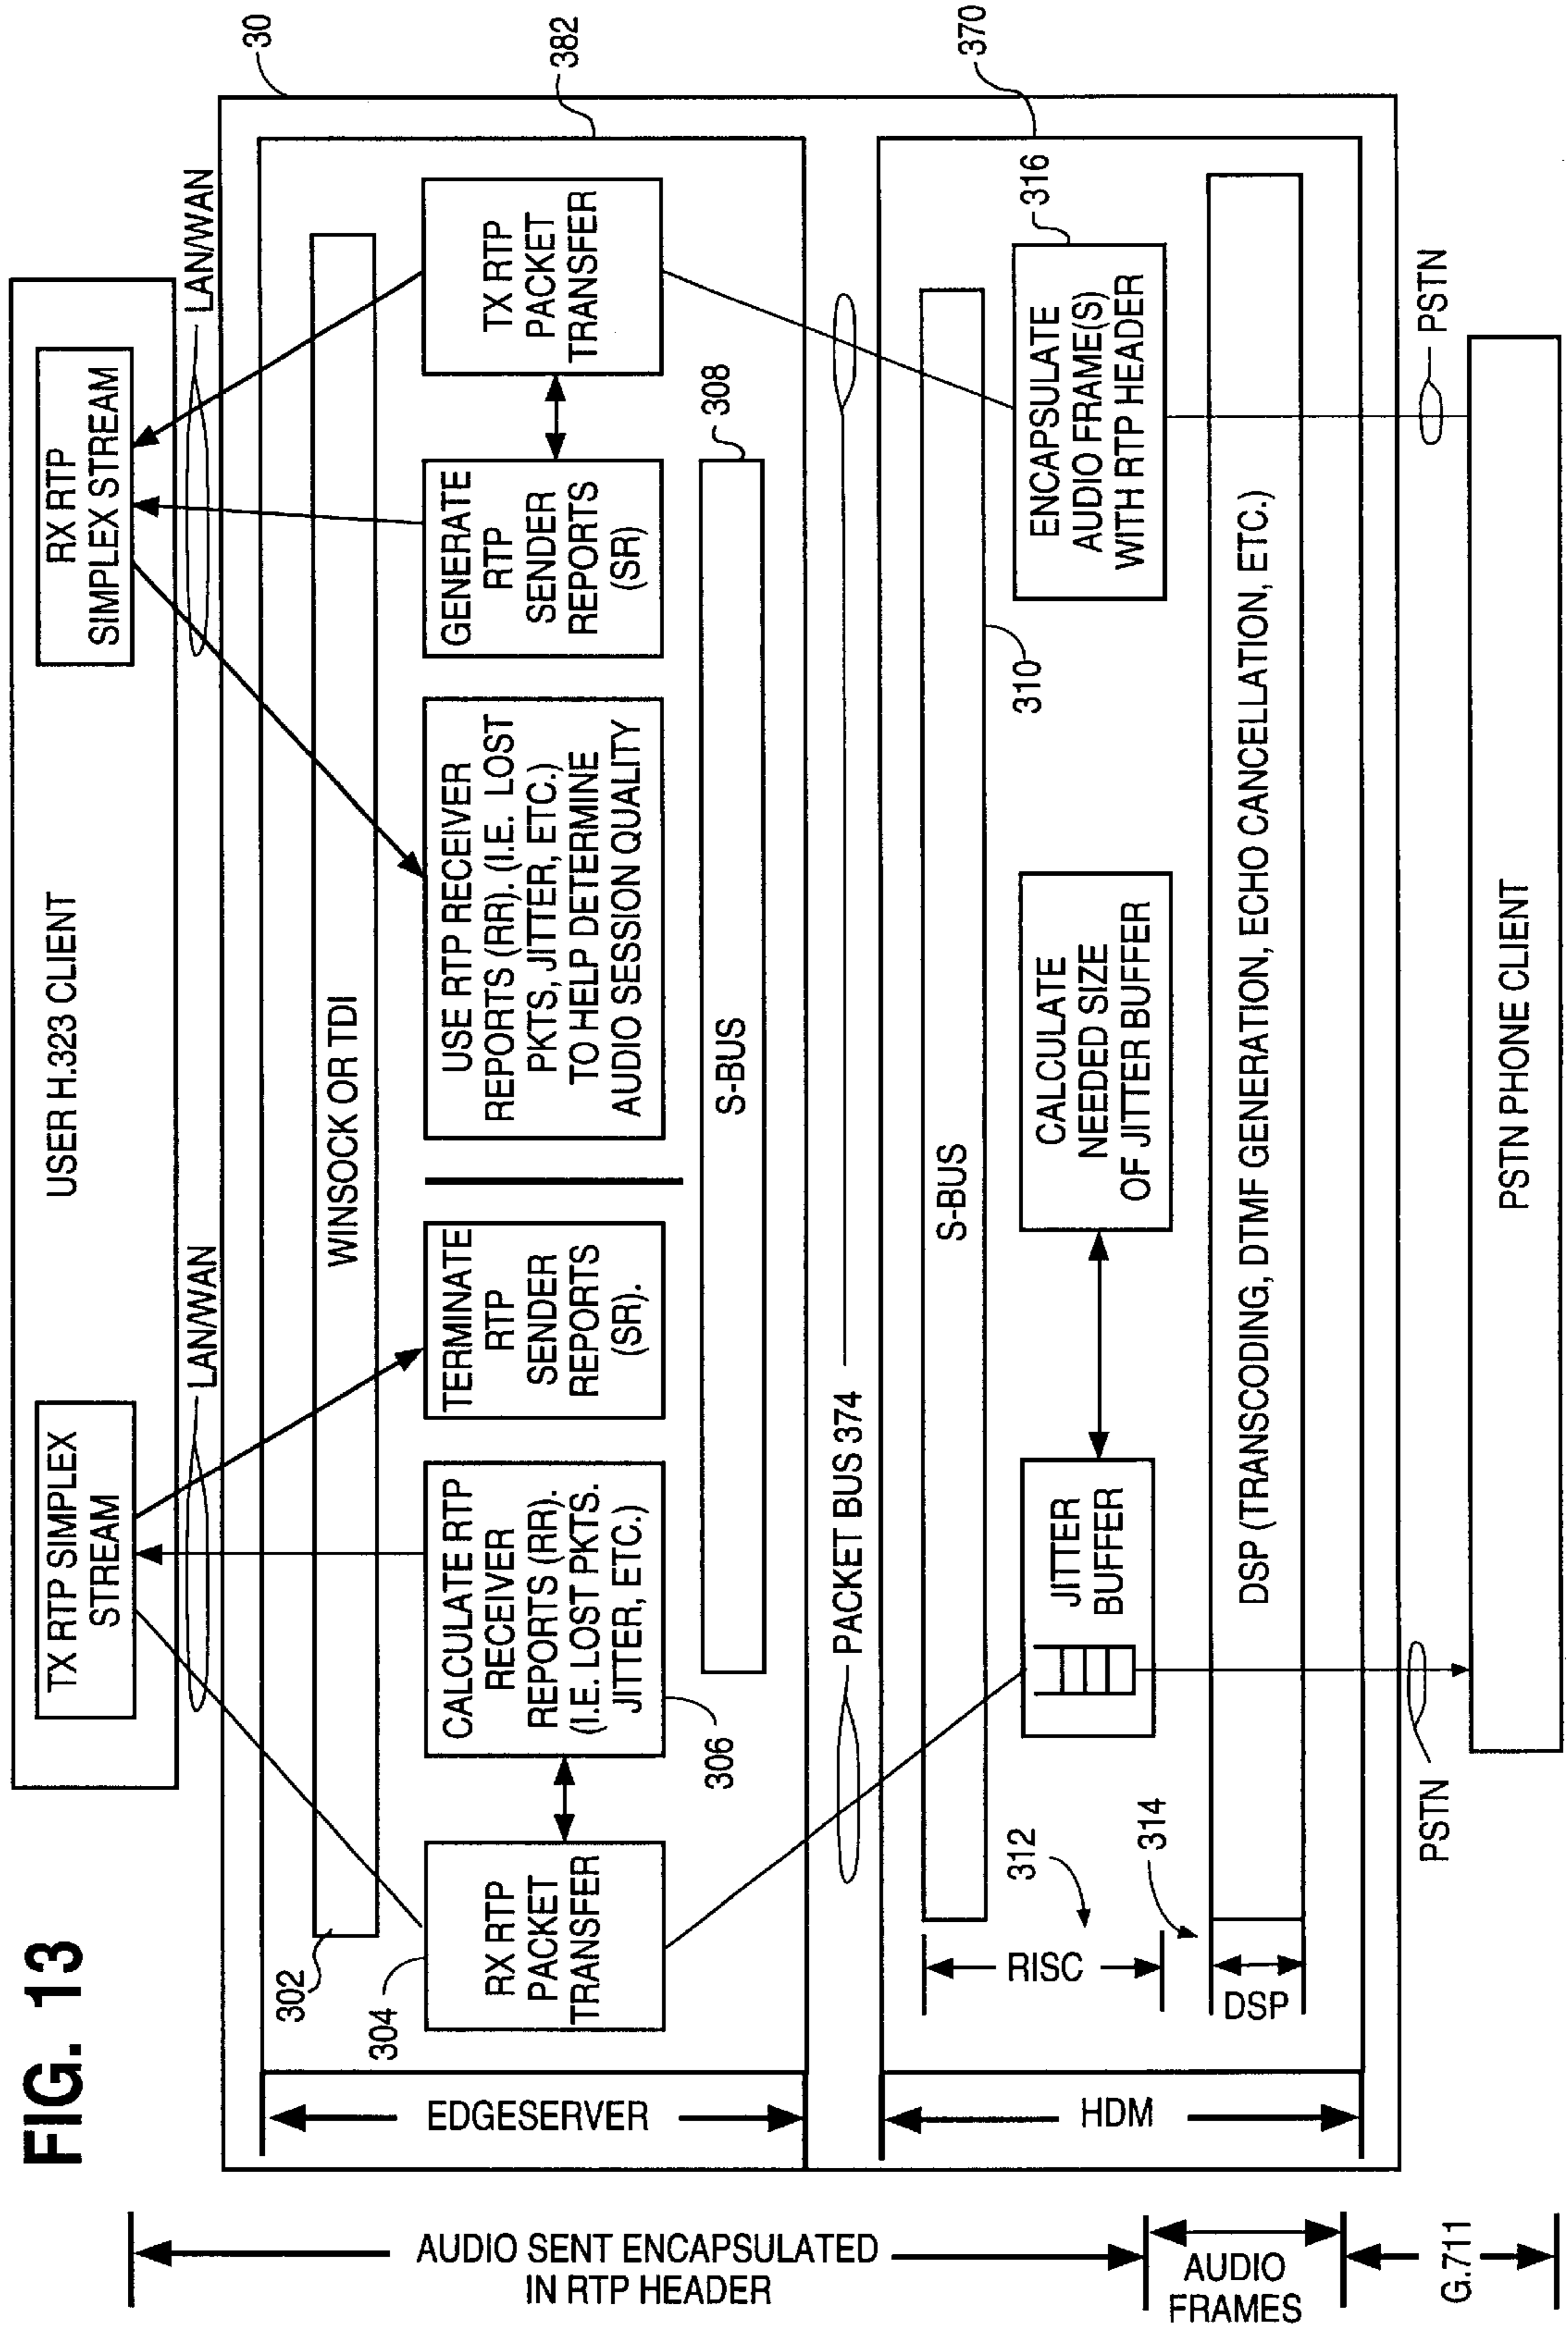 FIG. 13
USER H.323 CLIENT
TX RTP SIMPLEX
STREAM
RX RTP
SIMPLEX STREAM
LAN/WAN
LAN/WAN
30
382
302
WINSOCK OR TDI
304
RX RTP
PACKET
TRANSFER
CALCULATE RTP
RECEIVER
REPORTS (RR).
(I.E. LOST PKTS.
JITTER, ETC.)
306
TERMINATE
RTP
SENDER
REPORTS
(SR).
USE RTP RECEIVER
REPORTS (RR). (I.E. LOST
PKTS, JITTER, ETC.)
TO HELP DETERMINE
AUDIO SESSION QUALITY
GENERATE
RTP
SENDER
REPORTS
(SR)
TX RTP
PACKET
TRANSFER
S-BUS
308
EDGESERVER
PACKET BUS 374
370
S-BUS
310
312
RISC
JITTER
BUFFER
CALCULATE
NEEDED SIZE
OF JITTER BUFFER
ENCAPSULATE
AUDIO FRAME(S)
WITH RTP HEADER
316
314
DSP
DSP (TRANSCODING, DTMF GENERATION, ECHO CANCELLATION, ETC.)
HDM
PSTN
PSTN
PSTN PHONE CLIENT
AUDIO SENT ENCAPSULATED
IN RTP HEADER
AUDIO
FRAMES
G.711